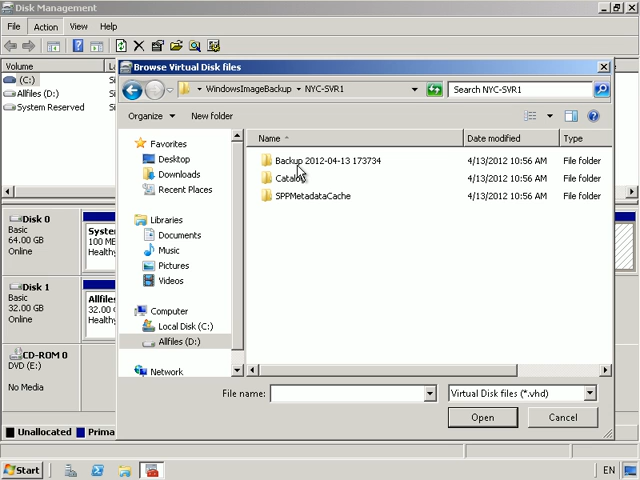 Disk Management
File Action View Help
Browse Virtual Disk files
WindowsImageBackup NYC-SVR1
Search NYC-SVR1
Organize New folder
Volume
(C:)
Allfiles (D:)
System Reserved
Favorites
Desktop
Downloads
Recent Places
Libraries
Documents
Music
Pictures
Videos
Computer
Local Disk (C:)
Allfiles (D:)
Network
Name Date modified Type
Backup 2012-04-13 173734 4/13/2012 10:56 AM File folder
Catalog 4/13/2012 10:56 AM File folder
SPPMetadataCache 4/13/2012 10:56 AM File folder
File name: Virtual Disk files (*.vhd)
Open Cancel
Disk 0
Basic
64.00 GB
Online
Disk 1
Basic
32.00 GB
Online
CD-ROM 0
DVD (E:)
No Media
100
Healthy
32.00
Unallocated
Start
EN